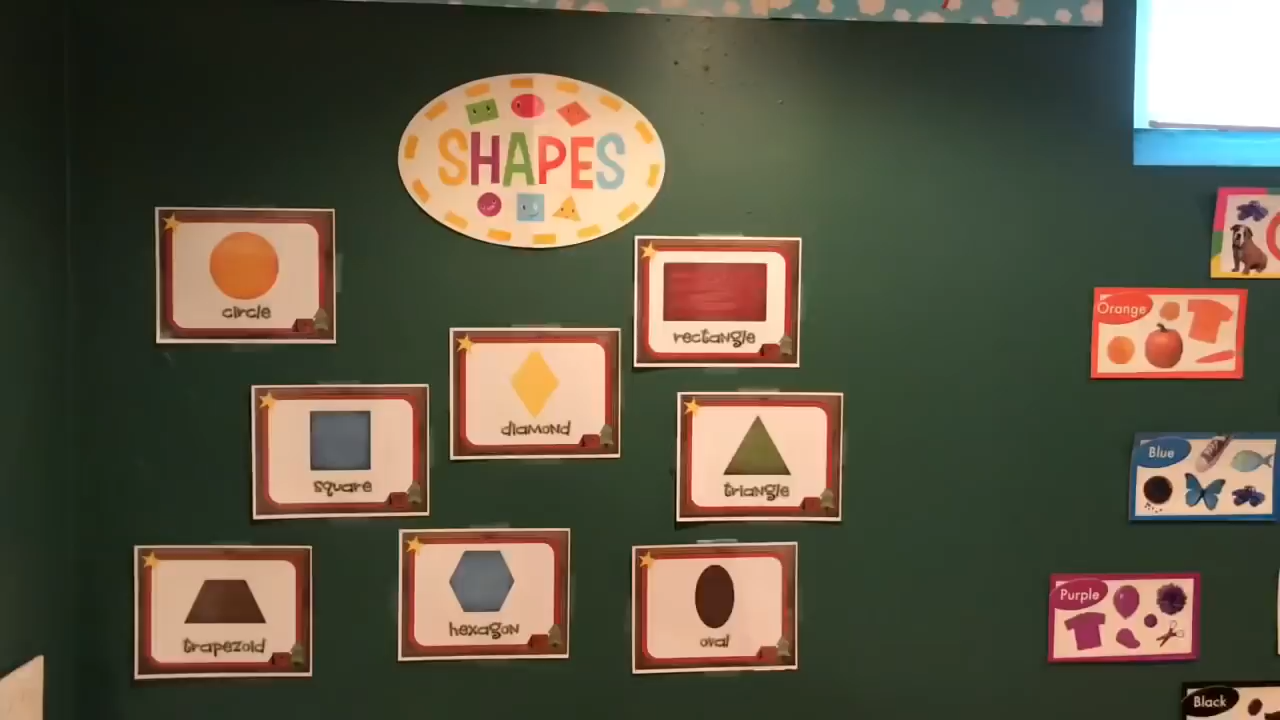 SHAPES
circle
rectangle
diamond
square
triangle
trapezoid
hexagon
oval
Orange
Blue
Purple
Black